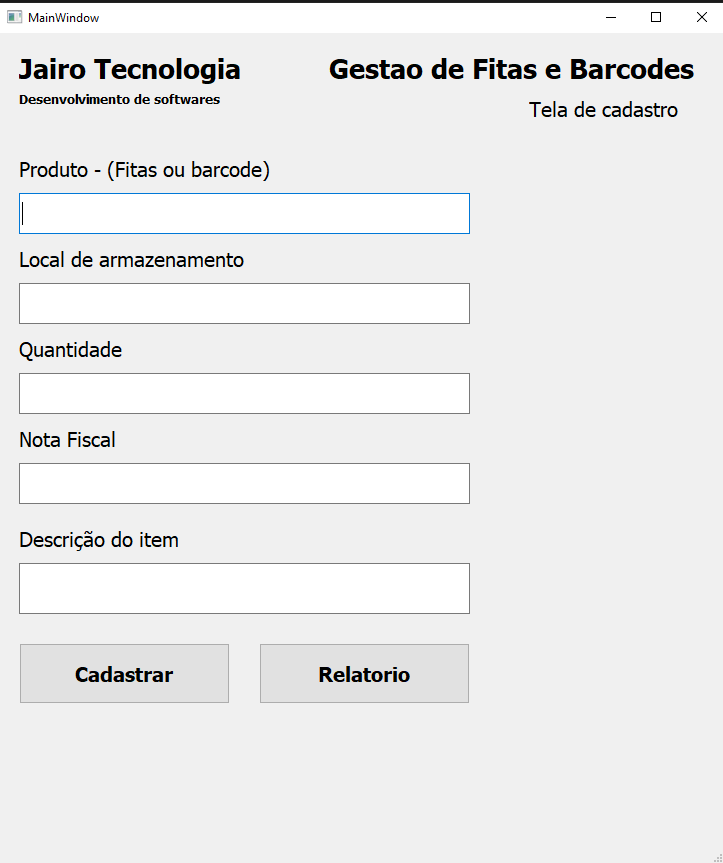 MainWindow
Jairo Tecnologia
Gestao de Fitas e Barcodes
Desenvolvimento de softwares
Tela de cadastro
Produto - (Fitas ou barcode)
Local de armazenamento
Quantidade
Nota Fiscal
Descrição do item
Cadastrar
Relatorio